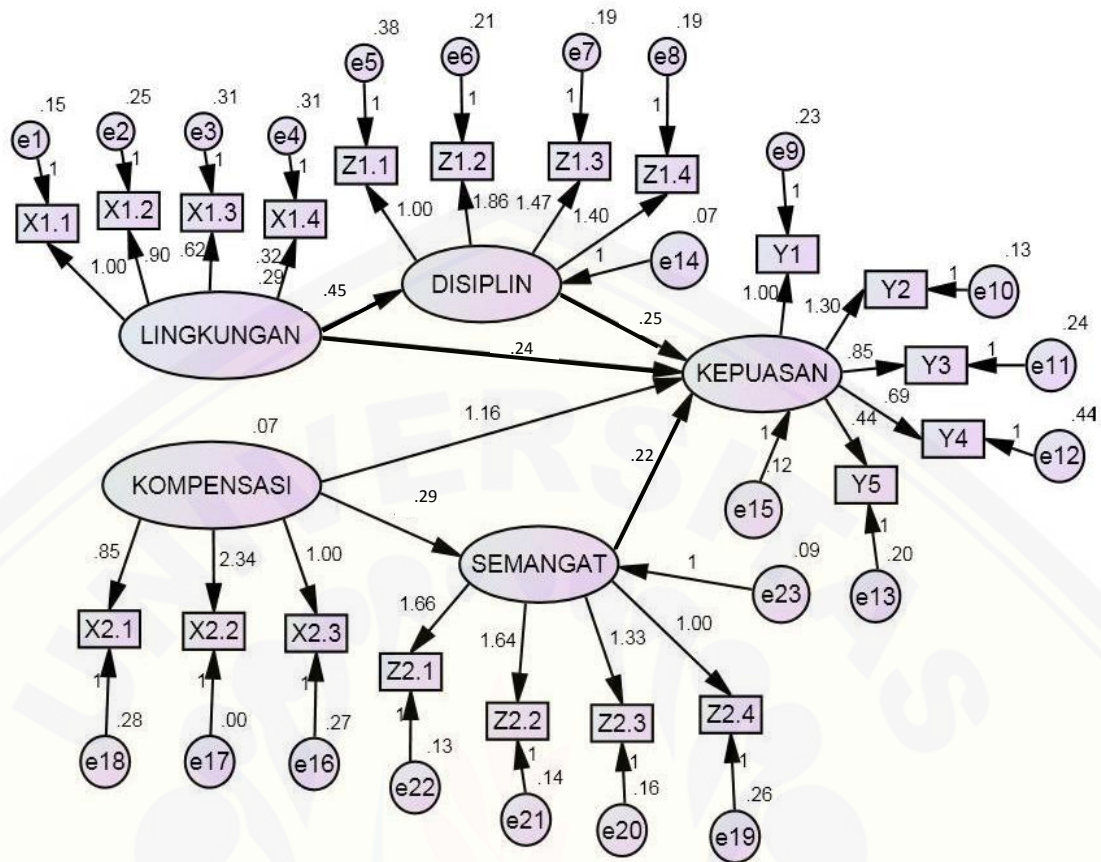 .38
.21
.19
.19
e5
e6
e7
e8
1
1
1
1
.15
.25
.31
.31
e1
e2
e3
e4
1
1
1
1
.23
e9
1
Z1.1
Z1.2
Z1.3
Z1.4
X1.1
X1.2
X1.3
X1.4
1.00
1.86
1.47
1.40
.07
e14
1
Y1
1.00
.90
.62
.32
.29
DISIPLIN
1.00
1.30
Y2
1
.13
e10
LINGKUNGAN
.45
.25
.24
KEPUASAN
.85
Y3
1
.24
e11
.69
.44
Y4
1
.44
e12
1.16
.07
KOMPENSASI
.29
.22
1
.12
e15
Y5
1
.20
e13
.85
2.34
1.00
SEMANGAT
1
.09
e23
X2.1
X2.2
X2.3
1.66
1.64
1.33
1.00
1
1
1
.28
.00
.27
e18
e17
e16
Z2.1
Z2.2
Z2.3
Z2.4
1
1
1
1
.13
.14
.16
.26
e22
e21
e20
e19
UNIVERSITAS